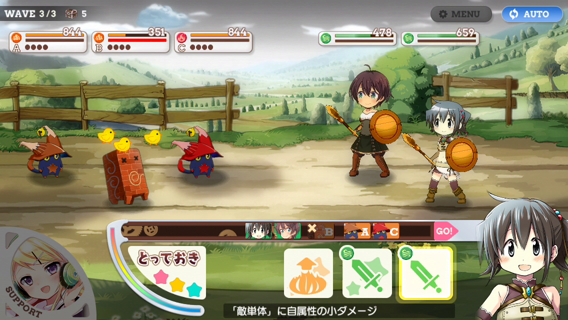 WAVE 3/3 5
MENU
AUTO
844 351 844
A B C
478 659
B A C GO!
とっておき
SUPPORT
「敵単体」に自属性の小ダメージ